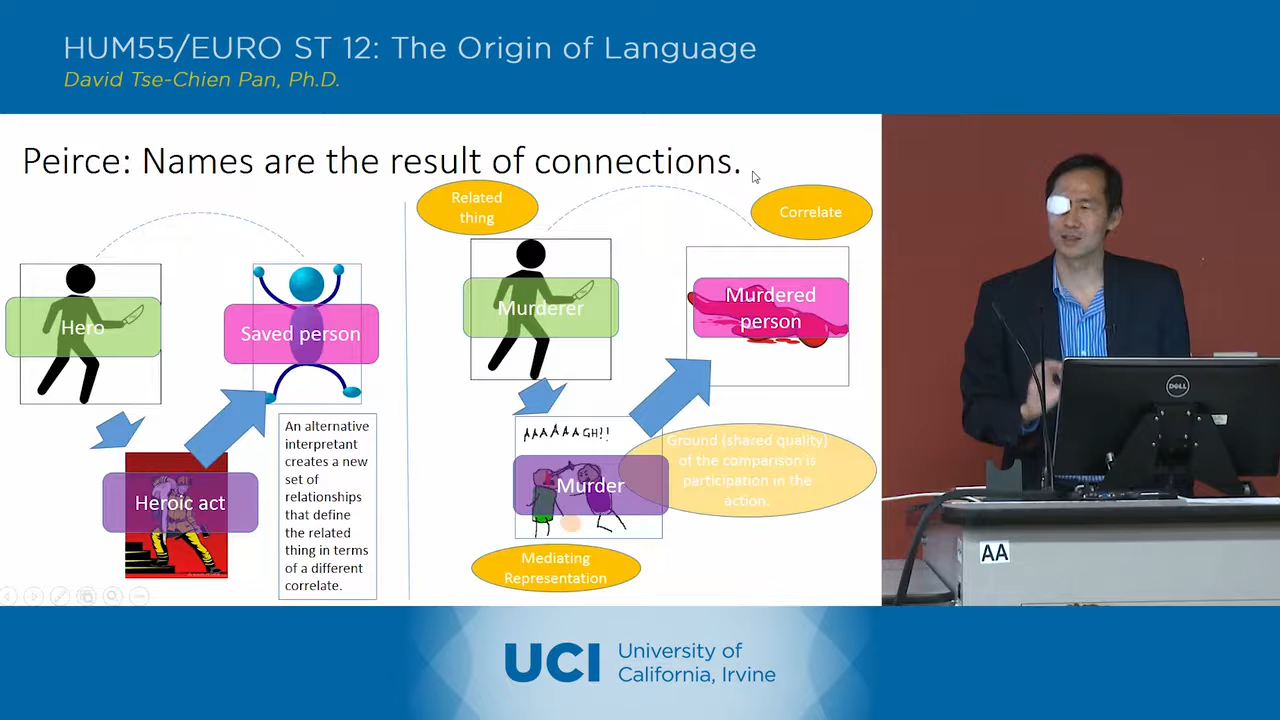 HUM55/EURO ST 12: The Origin of Language
David Tse-Chien Pan, Ph.D.
Peirce: Names are the result of connections.
Hero
Saved person
Heroic act
An alternative
interpretant
creates a new
set of
relationships
that define
the related
thing in terms
of a different
correlate.
Related
thing
Correlate
Murderer
Murdered
person
AAAAAAGH!!
Murder
Ground (shared quality)
of the comparison is
participation in the
action.
Mediating
Representation
DELL
AA
UCI
University of
California, Irvine